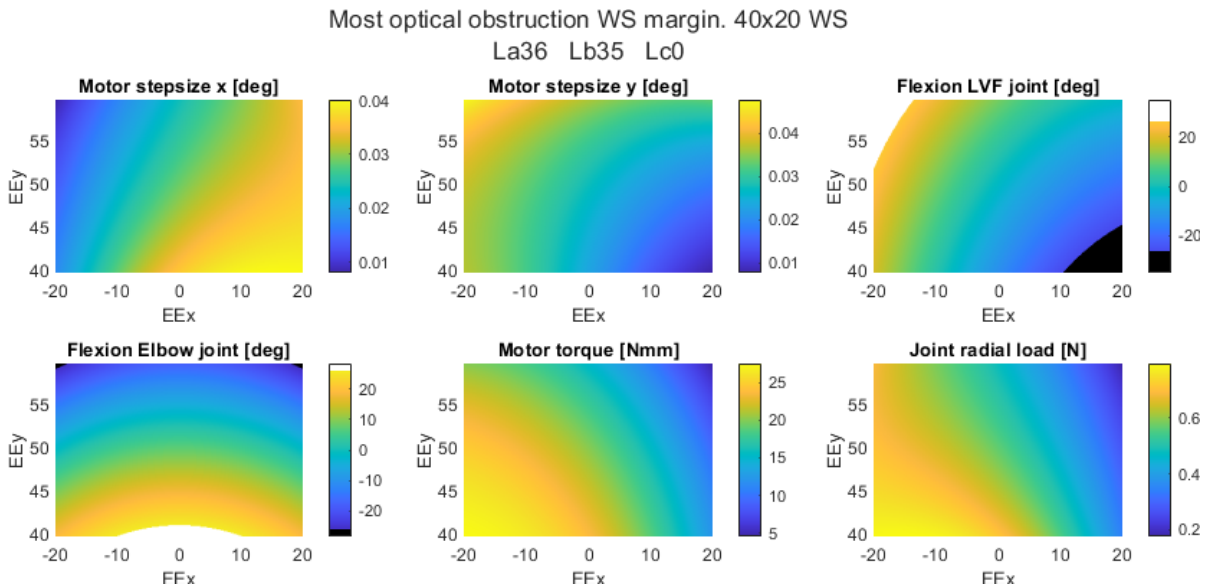 Most optical obstruction WS margin. 40x20 WS
La36 Lb35 Lc0
Motor stepsize x [deg]
EEy
55
50
45
40
-20 -10 0 10 20
EEx
0.04
0.03
0.02
0.01
Motor stepsize y [deg]
EEy
55
50
45
40
-20 -10 0 10 20
EEx
0.04
0.03
0.02
0.01
Flexion LVF joint [deg]
EEy
55
50
45
40
-20 -10 0 10 20
EEx
20
0
-20
Flexion Elbow joint [deg]
EEy
55
50
45
40
-20 -10 0 10 20
EEx
20
10
0
-10
-20
Motor torque [Nmm]
EEy
55
50
45
40
-20 -10 0 10 20
EEx
25
20
15
10
5
Joint radial load [N]
EEy
55
50
45
40
-20 -10 0 10 20
EEx
0.6
0.4
0.2